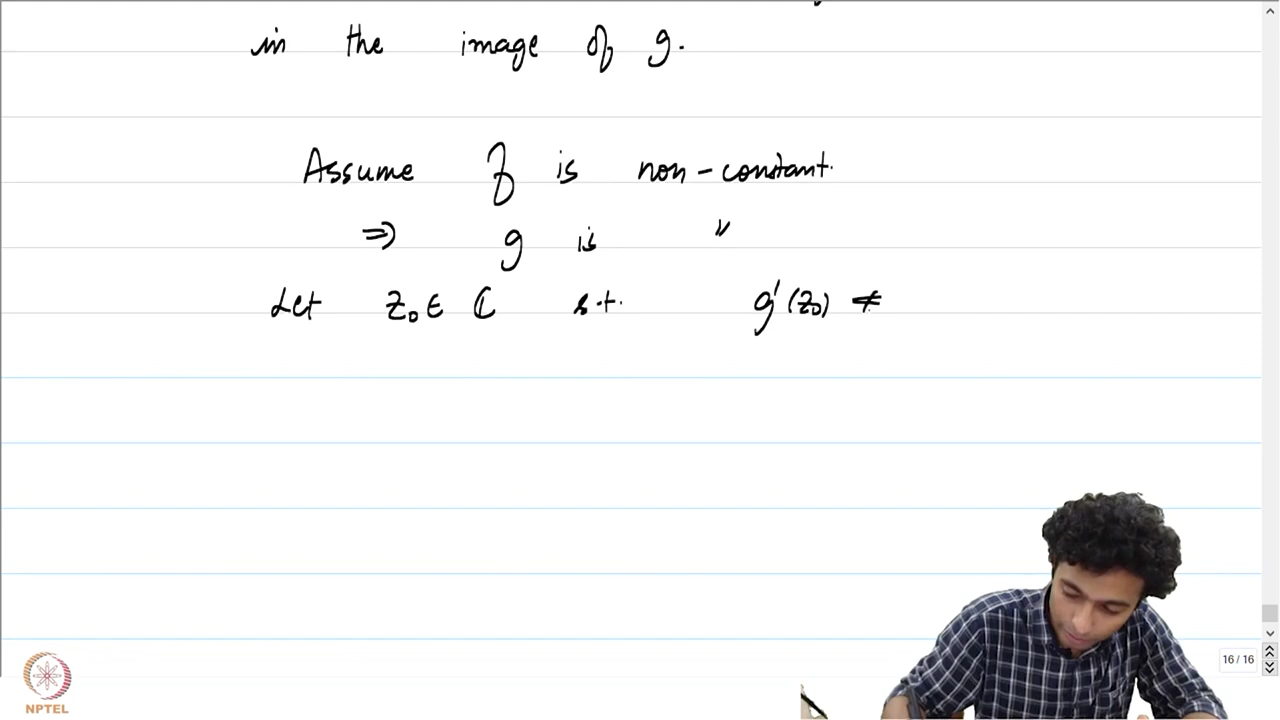 in the image of g.
Assume f is non-constant.
⇒ g is "
Let z₀ ∈ ℂ s.t. g'(z₀) ≠
16 / 16
NPTEL